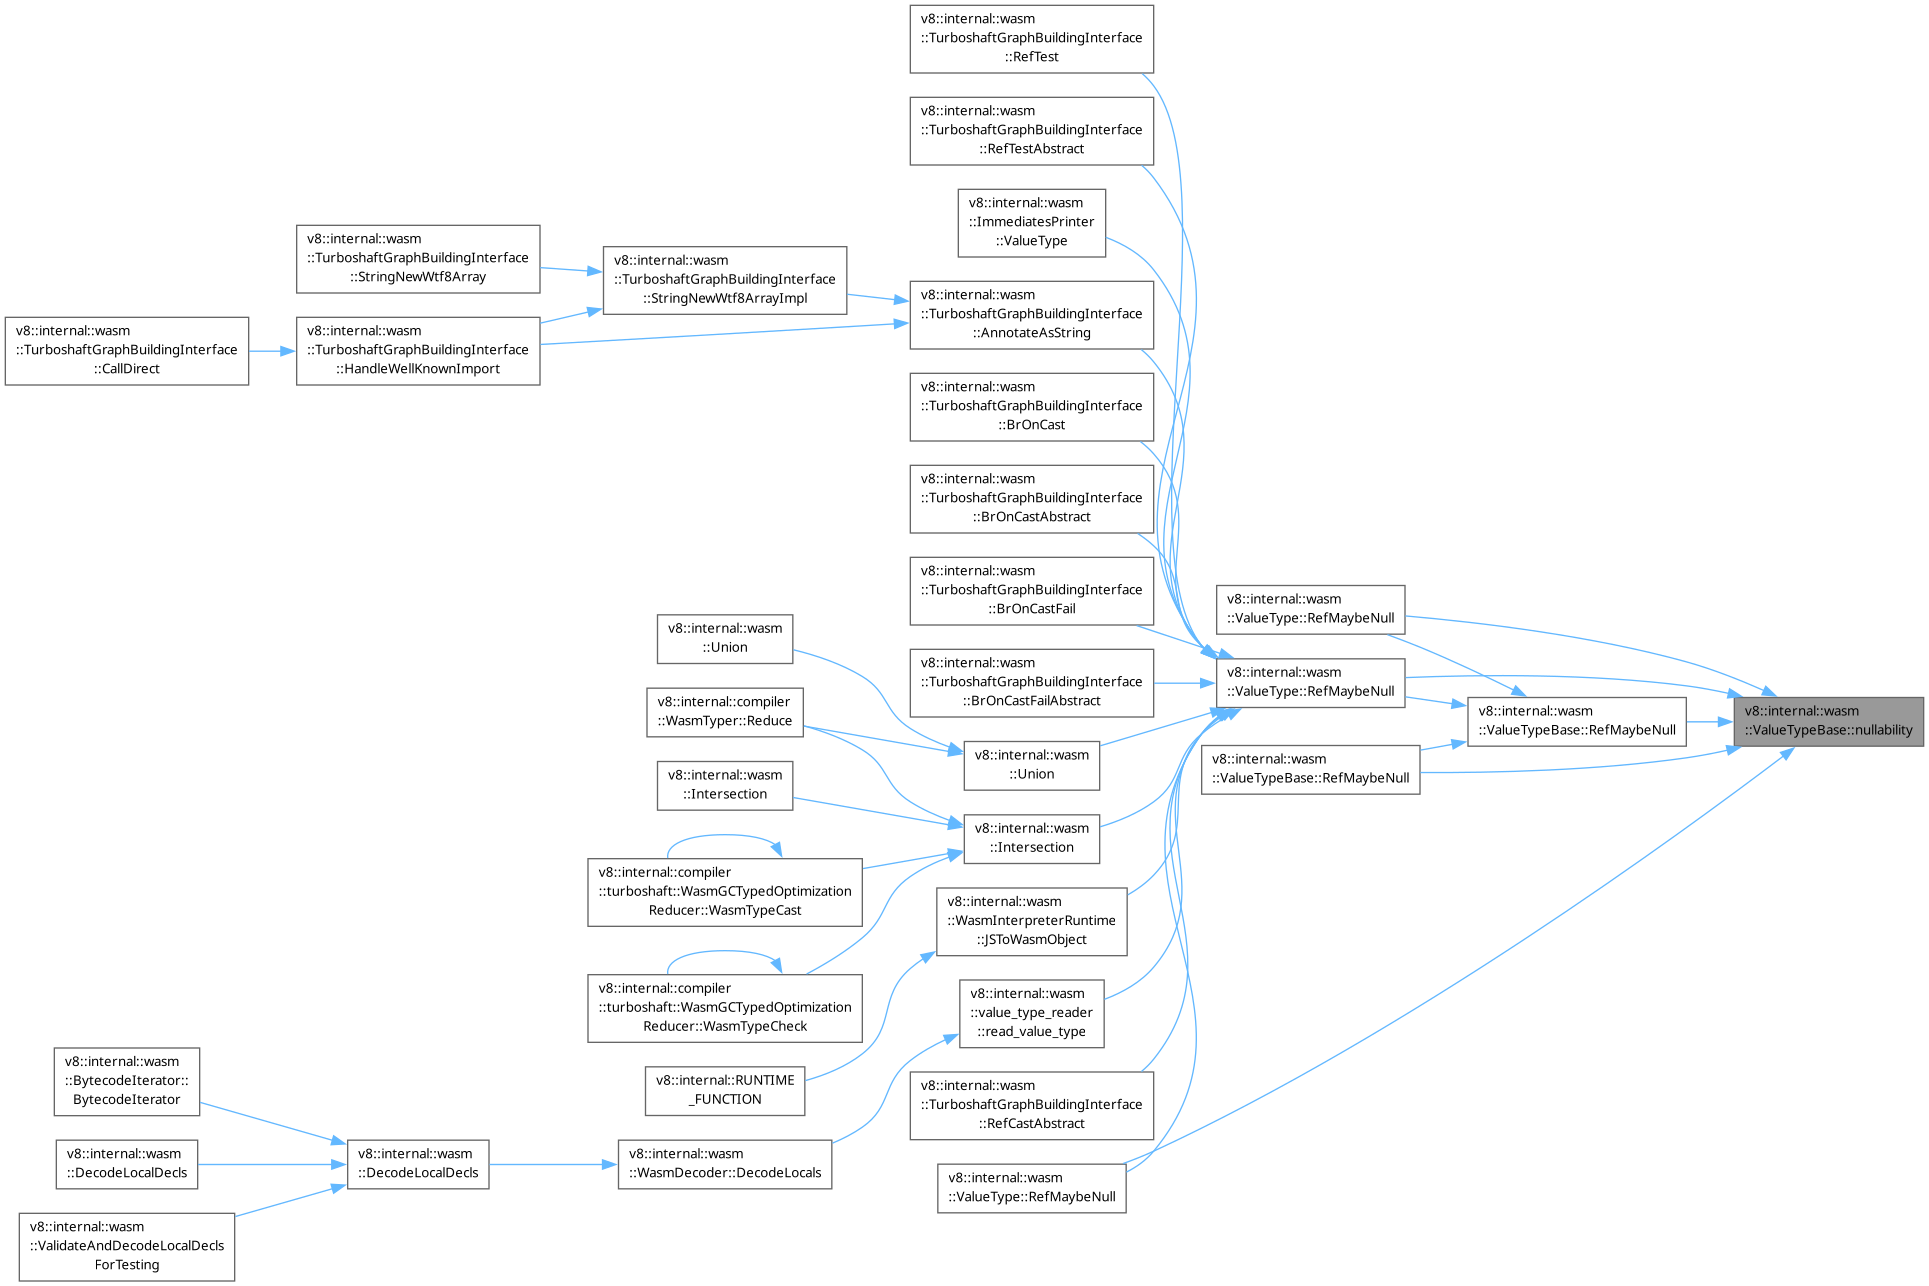 v8::internal::wasm
::TurboshaftGraphBuildingInterface
::RefTest
v8::internal::wasm
::TurboshaftGraphBuildingInterface
::RefTestAbstract
v8::internal::wasm
::ImmediatesPrinter
::ValueType
v8::internal::wasm
::TurboshaftGraphBuildingInterface
::StringNewWtf8Array
v8::internal::wasm
::TurboshaftGraphBuildingInterface
::StringNewWtf8ArrayImpl
v8::internal::wasm
::TurboshaftGraphBuildingInterface
::AnnotateAsString
v8::internal::wasm
::TurboshaftGraphBuildingInterface
::CallDirect
v8::internal::wasm
::TurboshaftGraphBuildingInterface
::HandleWellKnownImport
v8::internal::wasm
::TurboshaftGraphBuildingInterface
::BrOnCast
v8::internal::wasm
::TurboshaftGraphBuildingInterface
::BrOnCastAbstract
v8::internal::wasm
::TurboshaftGraphBuildingInterface
::BrOnCastFail
v8::internal::wasm
::ValueType::RefMaybeNull
v8::internal::wasm
::Union
v8::internal::wasm
::TurboshaftGraphBuildingInterface
::BrOnCastFailAbstract
v8::internal::wasm
::ValueType::RefMaybeNull
v8::internal::compiler
::WasmTyper::Reduce
v8::internal::wasm
::ValueTypeBase::RefMaybeNull
v8::internal::wasm
::ValueTypeBase::nullability
v8::internal::wasm
::Union
v8::internal::wasm
::ValueTypeBase::RefMaybeNull
v8::internal::wasm
::Intersection
v8::internal::wasm
::Intersection
v8::internal::compiler
::turboshaft::WasmGCTypedOptimization
Reducer::WasmTypeCast
v8::internal::wasm
::WasmInterpreterRuntime
::JSToWasmObject
v8::internal::compiler
::turboshaft::WasmGCTypedOptimization
Reducer::WasmTypeCheck
v8::internal::wasm
::value_type_reader
::read_value_type
v8::internal::wasm
::BytecodeIterator::
BytecodeIterator
v8::internal::RUNTIME
_FUNCTION
v8::internal::wasm
::TurboshaftGraphBuildingInterface
::RefCastAbstract
v8::internal::wasm
::DecodeLocalDecls
v8::internal::wasm
::DecodeLocalDecls
v8::internal::wasm
::WasmDecoder::DecodeLocals
v8::internal::wasm
::ValueType::RefMaybeNull
v8::internal::wasm
::ValidateAndDecodeLocalDecls
ForTesting